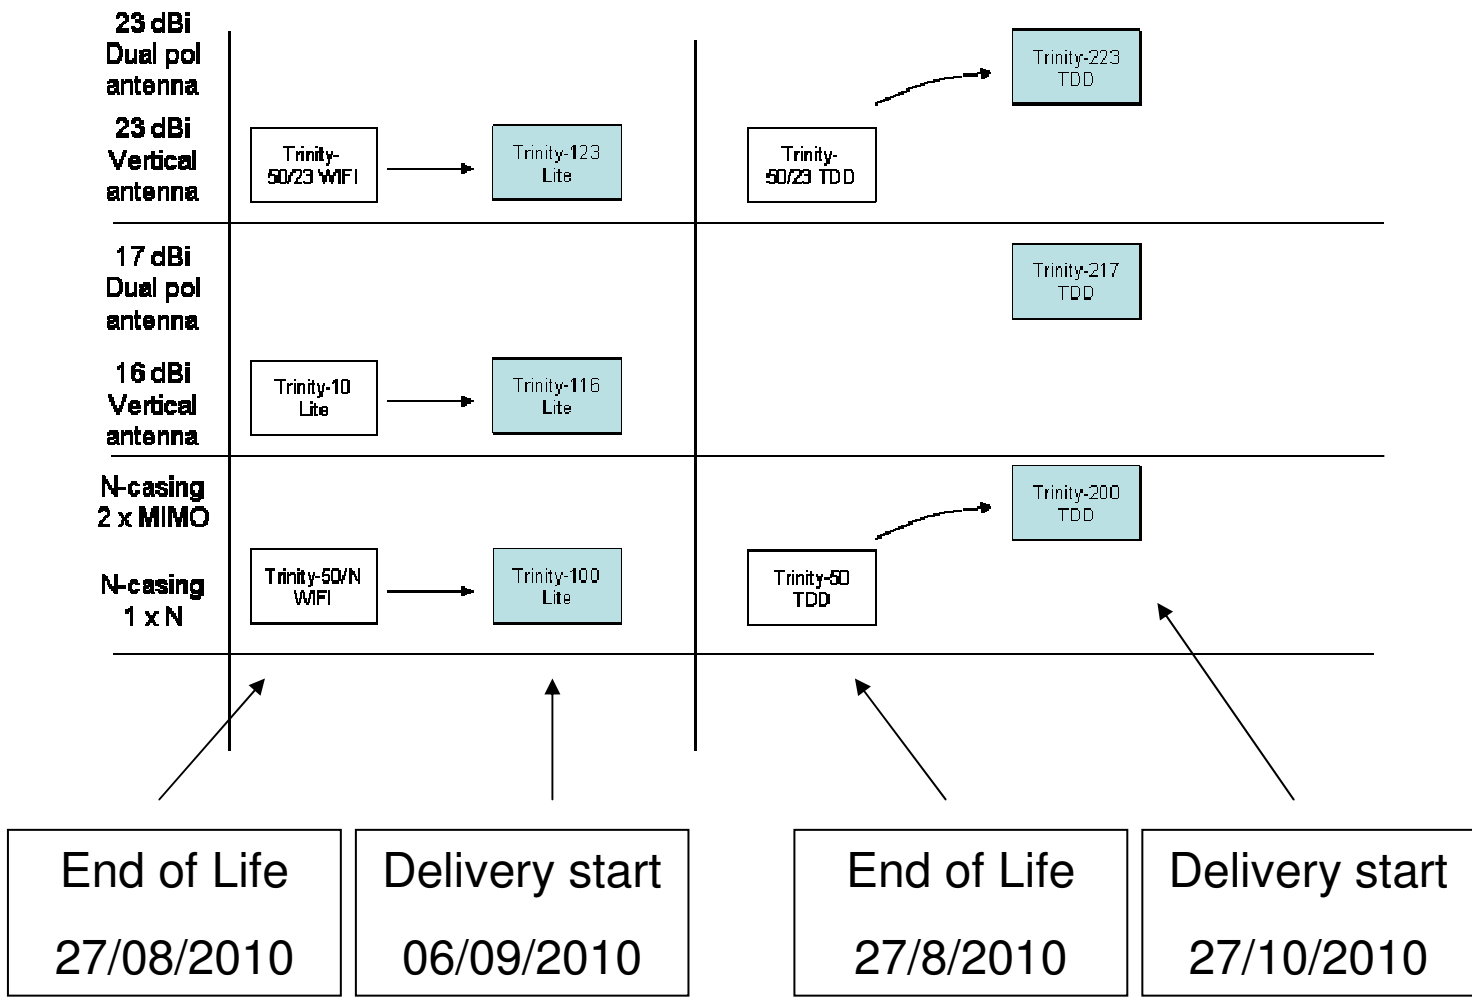 23 dBi
Dual pol
antenna
Trinity-223
TDD
23 dBi
Vertical
antenna
Trinity-
50/23 WIFI
Trinity-123
Lite
Trinity-
50/23 TDD
17 dBi
Dual pol
antenna
Trinity-217
TDD
16 dBi
Vertical
antenna
Trinity-10
Lite
Trinity-116
Lite
N-casing
2 x MIMO
Trinity-200
TDD
N-casing
1 x N
Trinity-50/N
WIFI
Trinity-100
Lite
Trinity-50
TDD
End of Life
27/08/2010
Delivery start
06/09/2010
End of Life
27/8/2010
Delivery start
27/10/2010